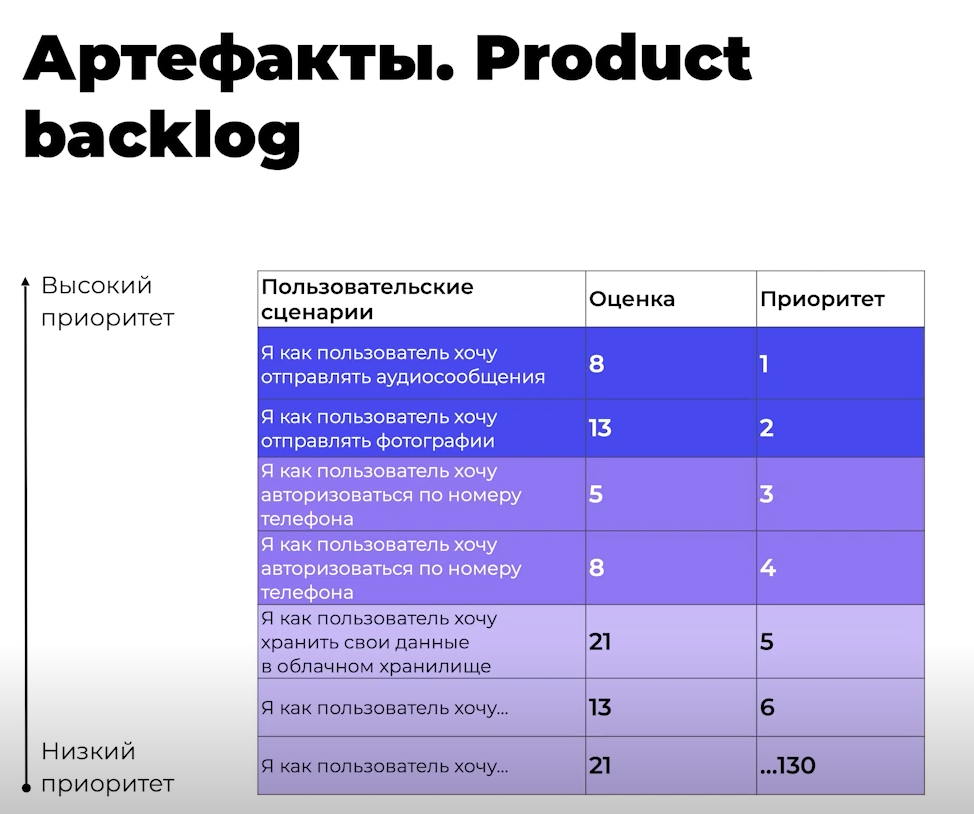 Артефакты. Product
backlog
Высокий
приоритет
Пользовательские
сценарии
Оценка
Приоритет
Я как пользователь хочу
отправлять аудиосообщения
8
1
Я как пользователь хочу
отправлять фотографии
13
2
Я как пользователь хочу
авторизоваться по номеру
телефона
5
3
Я как пользователь хочу
авторизоваться по номеру
телефона
8
4
Я как пользователь хочу
хранить свои данные
в облачном хранилище
21
5
Я как пользователь хочу...
13
6
Я как пользователь хочу...
21
...130
Низкий
приоритет